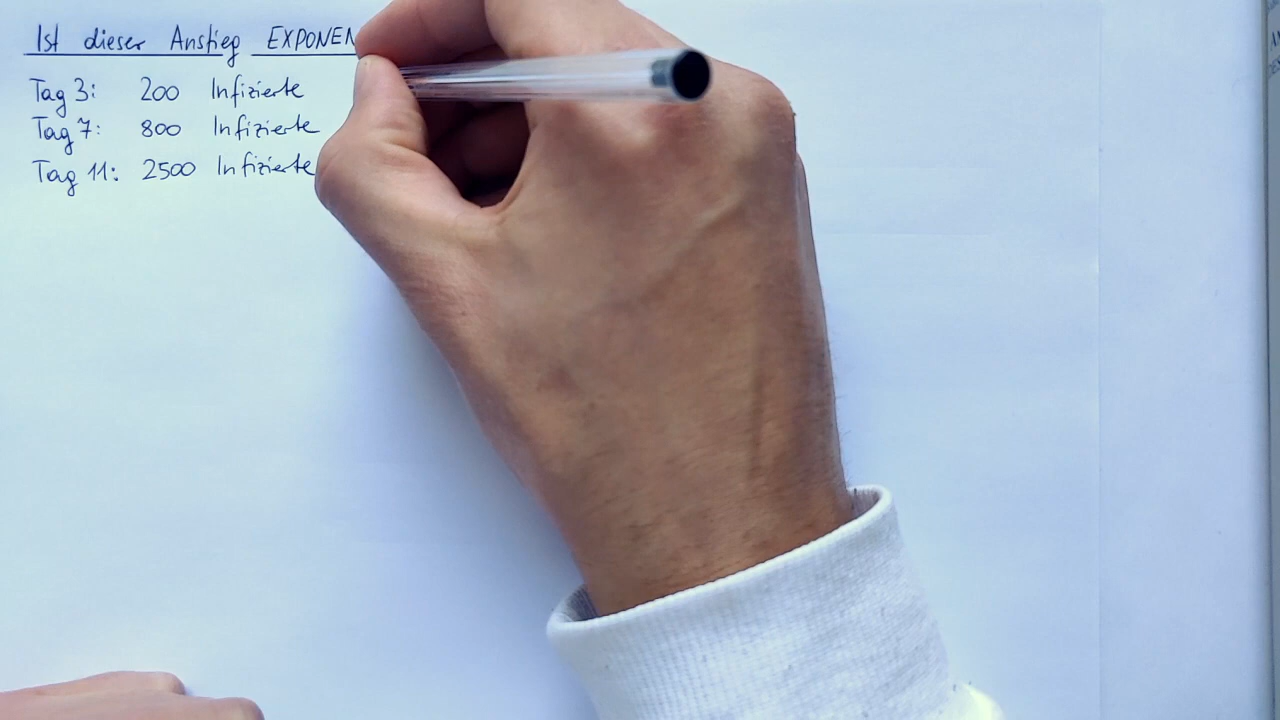 Ist dieser Anstieg EXPONEN
Tag 3: 200 Infizierte
Tag 7: 800 Infizierte
Tag 11: 2500 Infizierte